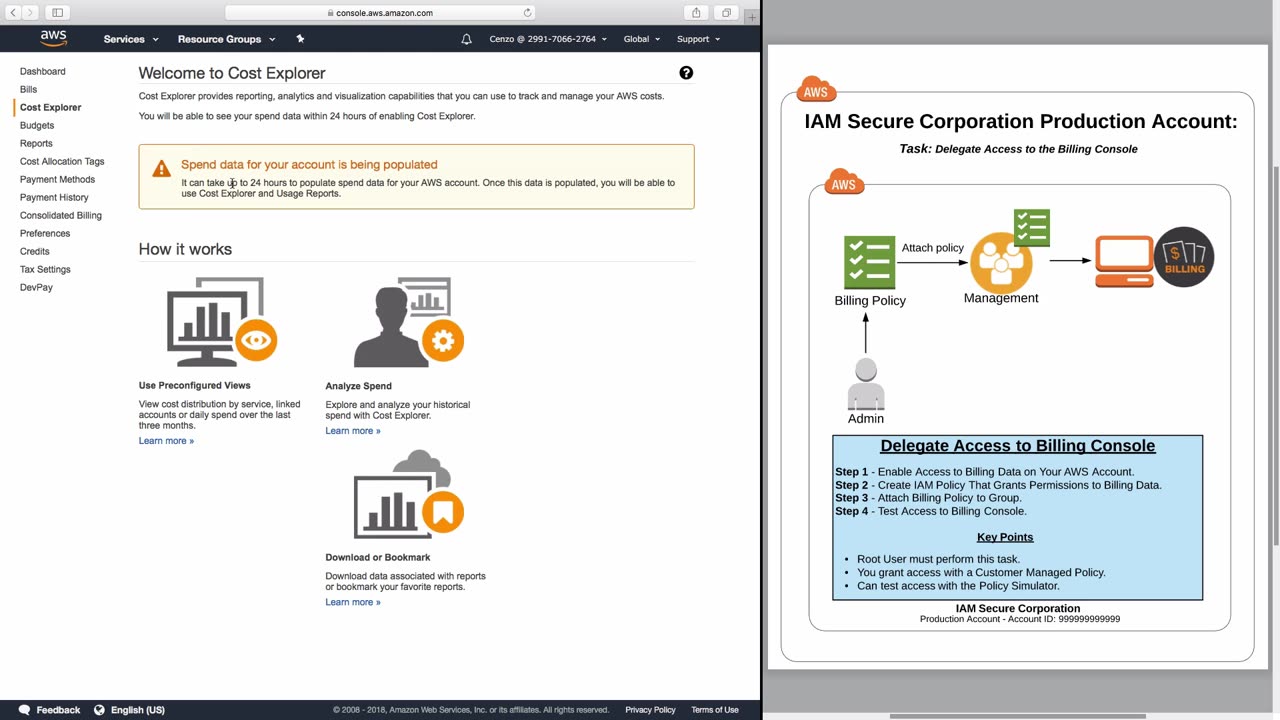 console.aws.amazon.com
aws
Services
Resource Groups
Cenzo @ 2991-7066-2764
Global
Support
Dashboard
Bills
Cost Explorer
Budgets
Reports
Cost Allocation Tags
Payment Methods
Payment History
Consolidated Billing
Preferences
Credits
Tax Settings
DevPay
Welcome to Cost Explorer
?
Cost Explorer provides reporting, analytics and visualization capabilities that you can use to track and manage your AWS costs.
You will be able to see your spend data within 24 hours of enabling Cost Explorer.
Spend data for your account is being populated
It can take up to 24 hours to populate spend data for your AWS account. Once this data is populated, you will be able to
use Cost Explorer and Usage Reports.
How it works
Use Preconfigured Views
View cost distribution by service, linked
accounts or daily spend over the last
three months.
Learn more »
Analyze Spend
Explore and analyze your historical
spend with Cost Explorer.
Learn more »
Download or Bookmark
Download data associated with reports
or bookmark your favorite reports.
Learn more »
Feedback
English (US)
© 2008 - 2018, Amazon Web Services, Inc. or its affiliates. All rights reserved.
Privacy Policy
Terms of Use
AWS
IAM Secure Corporation Production Account:
Task: Delegate Access to the Billing Console
AWS
Attach policy
$
BILLING
Billing Policy
Management
Admin
Delegate Access to Billing Console
Step 1 - Enable Access to Billing Data on Your AWS Account.
Step 2 - Create IAM Policy That Grants Permissions to Billing Data.
Step 3 - Attach Billing Policy to Group.
Step 4 - Test Access to Billing Console.
Key Points
• Root User must perform this task.
• You grant access with a Customer Managed Policy.
• Can test access with the Policy Simulator.
IAM Secure Corporation
Production Account - Account ID: 999999999999